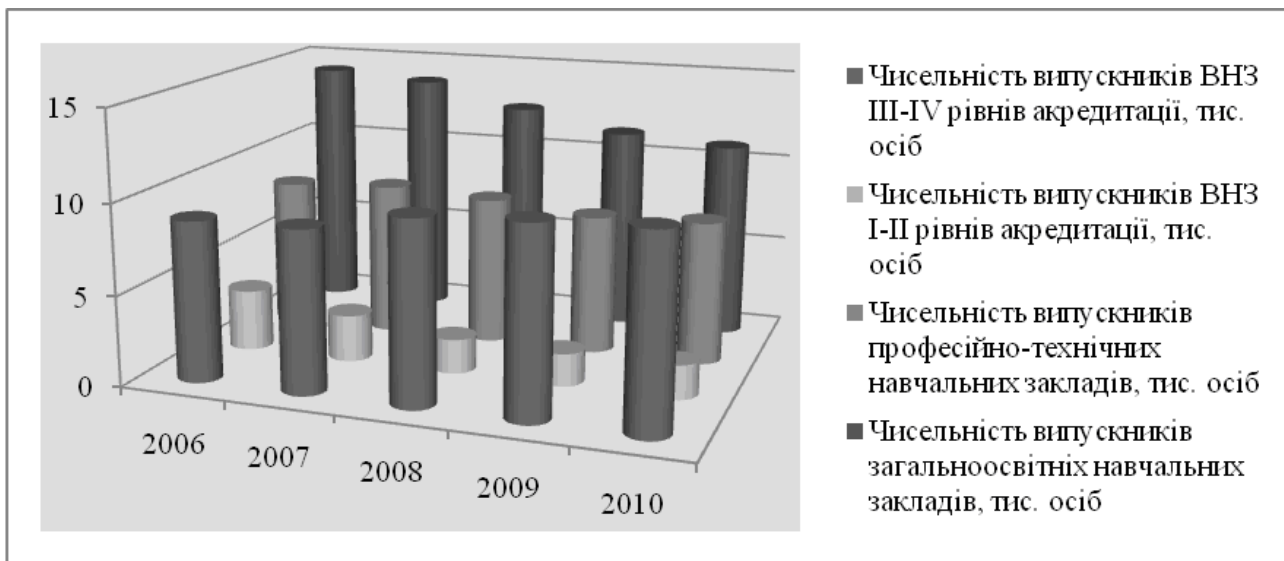 15
10
5
0
2006
2007
2008
2009
2010
Чисельність випускників ВНЗ
III-IV рівнів акредитації, тис.
осіб
Чисельність випускників ВНЗ
I-II рівнів акредитації, тис.
осіб
Чисельність випускників
професійно-технічних
навчальних закладів, тис. осіб
Чисельність випускників
загальноосвітніх навчальних
закладів, тис. осіб